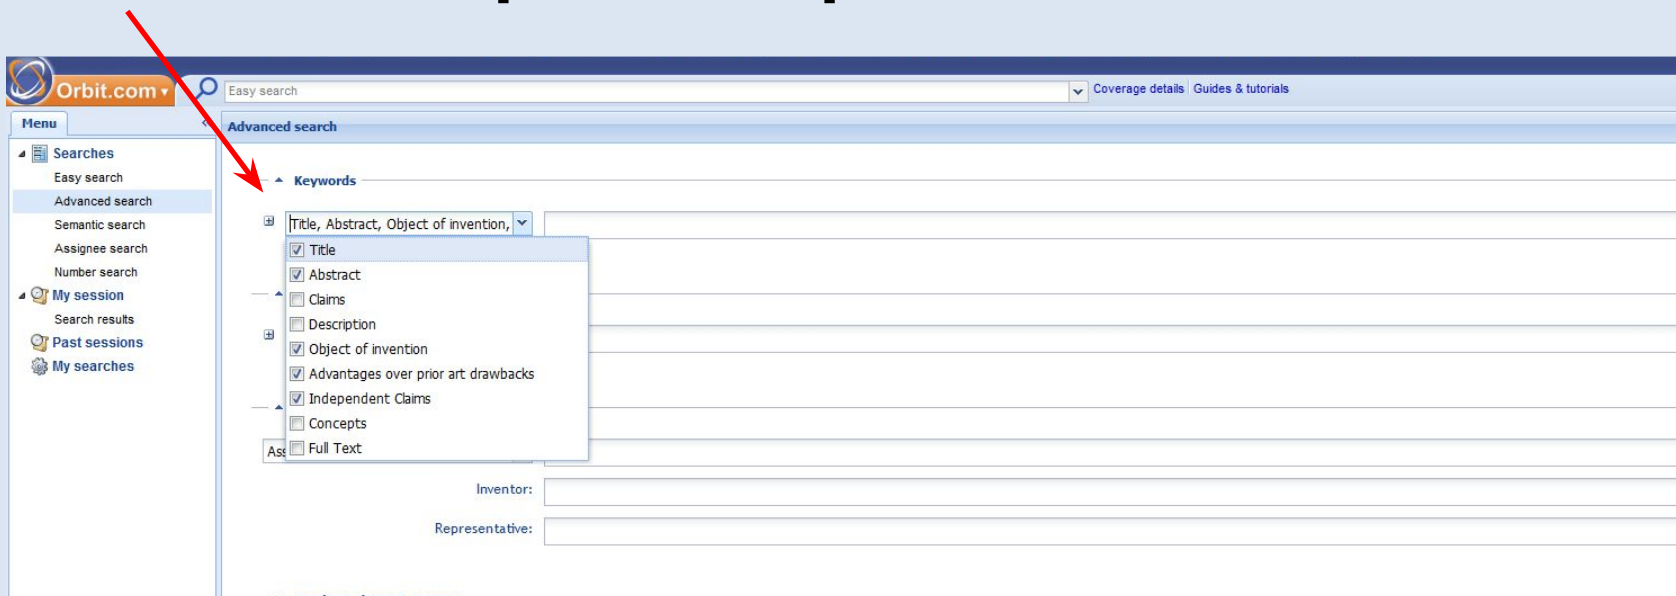 Orbit.com
Easy search
Coverage details
Guides & tutorials
Menu
Advanced search
Searches
Easy search
Advanced search
Semantic search
Assignee search
Number search
My session
Search results
Past sessions
My searches
Keywords
Title, Abstract, Object of invention,
Title
Abstract
Claims
Description
Object of invention
Advantages over prior art drawbacks
Independent Claims
Concepts
Full Text
Inventor:
Representative: